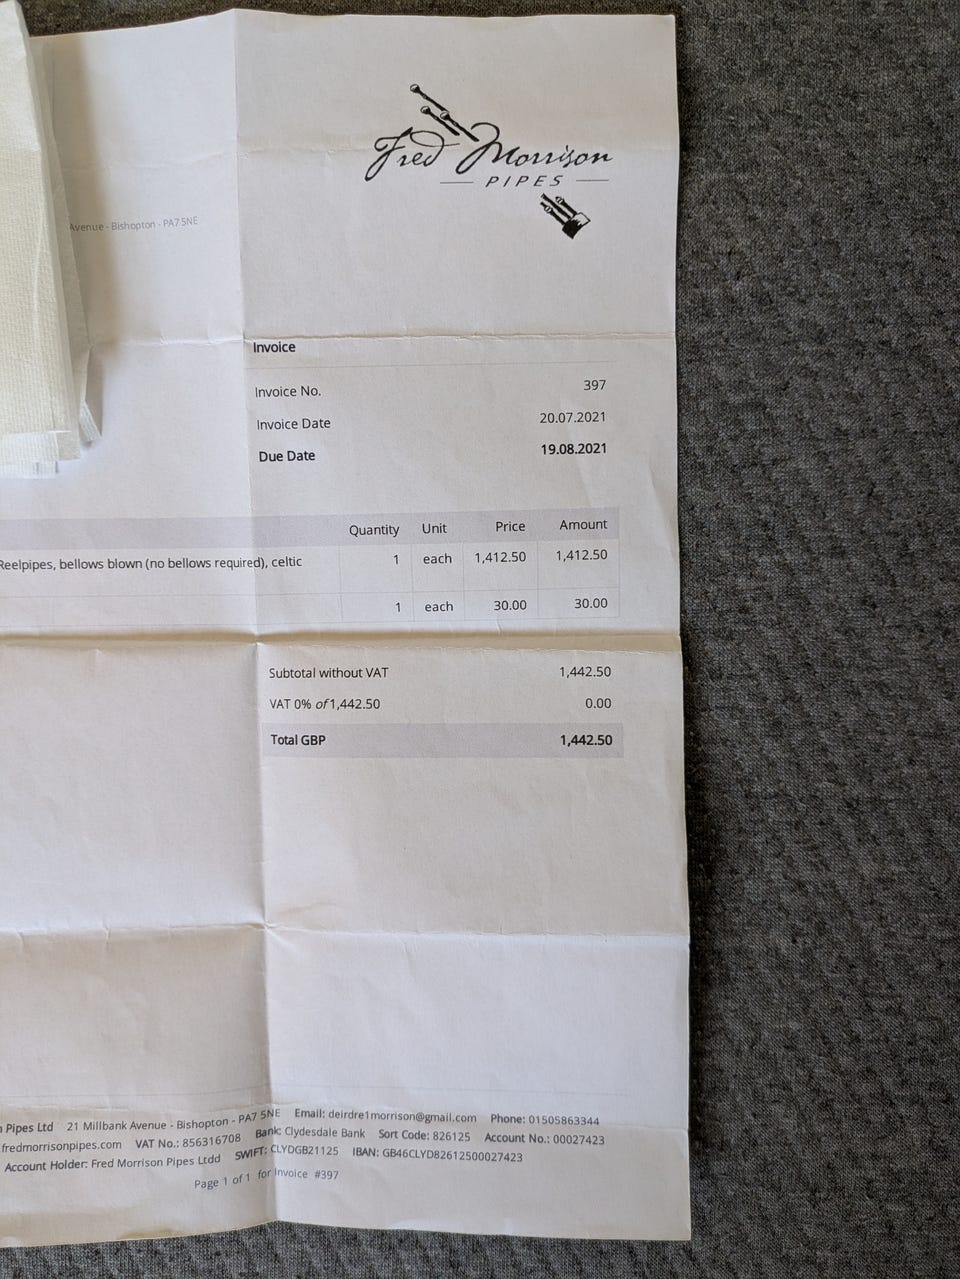 Fred Morrison
PIPES
Avenue - Bishopton - PA7 5NE
Invoice
Invoice No. 397
Invoice Date 20.07.2021
Due Date 19.08.2021
Quantity Unit Price Amount
Reelpipes, bellows blown (no bellows required), celtic 1 each 1,412.50 1,412.50
1 each 30.00 30.00
Subtotal without VAT 1,442.50
VAT 0% of 1,442.50 0.00
Total GBP 1,442.50
Pipes Ltd 21 Millbank Avenue - Bishopton - PA7 5NE Email: deirdre1morrison@gmail.com Phone: 01505863344
fredmorrisonpipes.com VAT No.: 856316708 Bank: Clydesdale Bank Sort Code: 826125 Account No.: 00027423
Account Holder: Fred Morrison Pipes Ltdd SWIFT: CLYDGB21125 IBAN: GB46CLYD82612500027423
Page 1 of 1 for Invoice #397